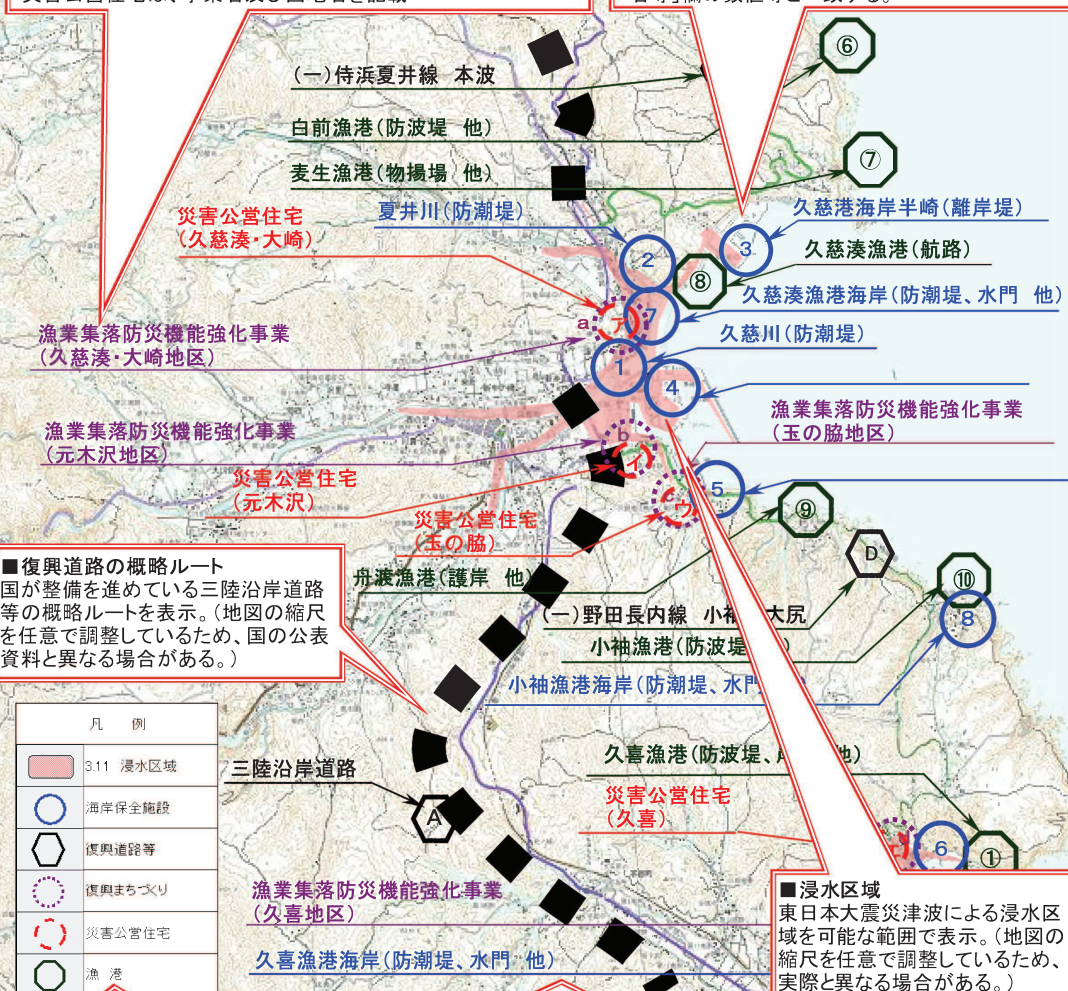 (一)侍浜夏井線 本波
⑥
白前漁港(防波堤 他)
麦生漁港(物揚場 他)
⑦
災害公営住宅
(久慈湊・大崎)
夏井川(防潮堤)
久慈港海岸半崎(離岸堤)
2
3
久慈湊漁港(航路)
⑧
久慈湊漁港海岸(防潮堤、水門 他)
漁業集落防災機能強化事業
(久慈湊・大崎地区)
a
ア
7
久慈川(防潮堤)
1
4
漁業集落防災機能強化事業
(玉の脇地区)
漁業集落防災機能強化事業
(元木沢地区)
b
イ
災害公営住宅
(元木沢)
ウ
5
災害公営住宅
(玉の脇)
⑨
D
⑩
8
■復興道路の概略ルート
国が整備を進めている三陸沿岸道路
等の概略ルートを表示。(地図の縮尺
を任意で調整しているため、国の公表
資料と異なる場合がある。)
舟渡漁港(護岸 他)
(一)野田長内線 小袖 大尻
小袖漁港(防波堤 )
小袖漁港海岸(防潮堤、水門
凡 例
3.11 浸水区域
海岸保全施設
復興道路等
復興まちづくり
災害公営住宅
漁 港
三陸沿岸道路
A
久喜漁港(防波堤、 他)
災害公営住宅
(久喜)
6
①
漁業集落防災機能強化事業
(久喜地区)
久喜漁港海岸(防潮堤、水門 他)
■浸水区域
東日本大震災津波による浸水区
域を可能な範囲で表示。(地図の
縮尺を任意で調整しているため、
実際と異なる場合がある。)